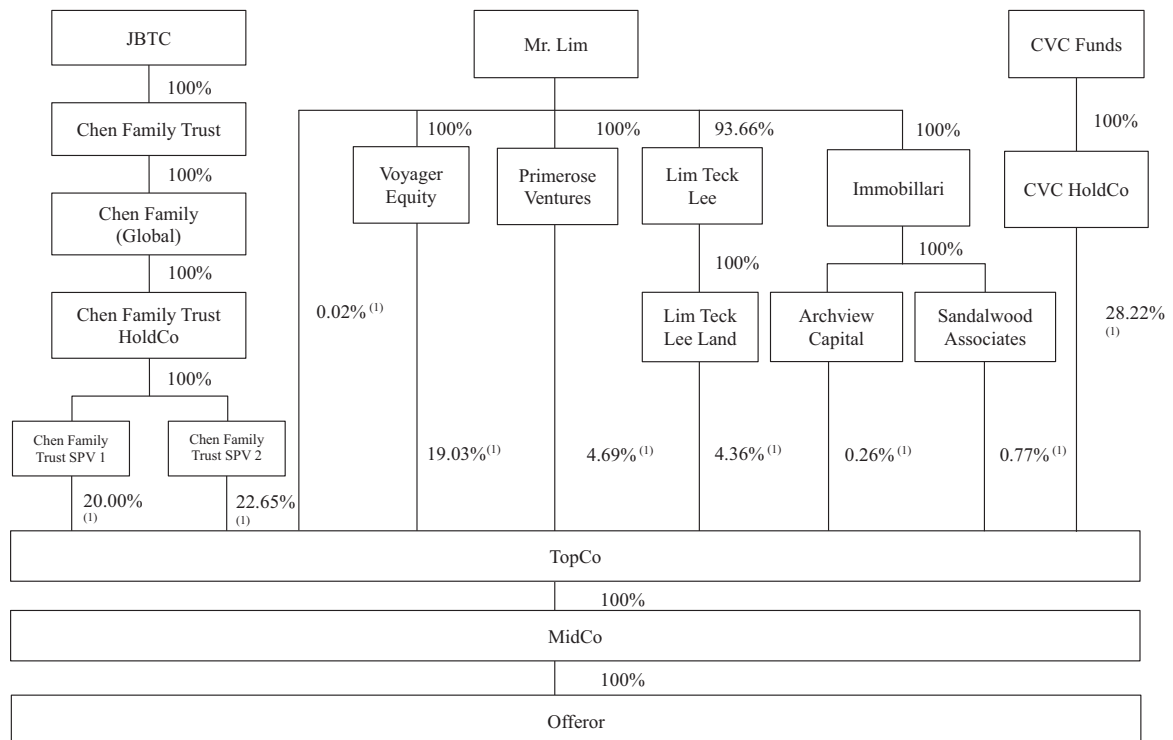 JBTC
Mr. Lim
CVC Funds
100%
Chen Family Trust
100%
100%
93.66%
100%
100%
Voyager
Equity
Primerose
Ventures
Lim Teck
Lee
Immobillari
CVC HoldCo
100%
Chen Family
(Global)
100%
100%
100%
Chen Family Trust
HoldCo
0.02% (1)
Lim Teck
Lee Land
Archview
Capital
Sandalwood
Associates
28.22%
(1)
100%
Chen Family
Trust SPV 1
Chen Family
Trust SPV 2
19.03% (1)
4.69% (1)
4.36% (1)
0.26% (1)
0.77% (1)
20.00%
(1)
22.65%
(1)
TopCo
100%
MidCo
100%
Offeror